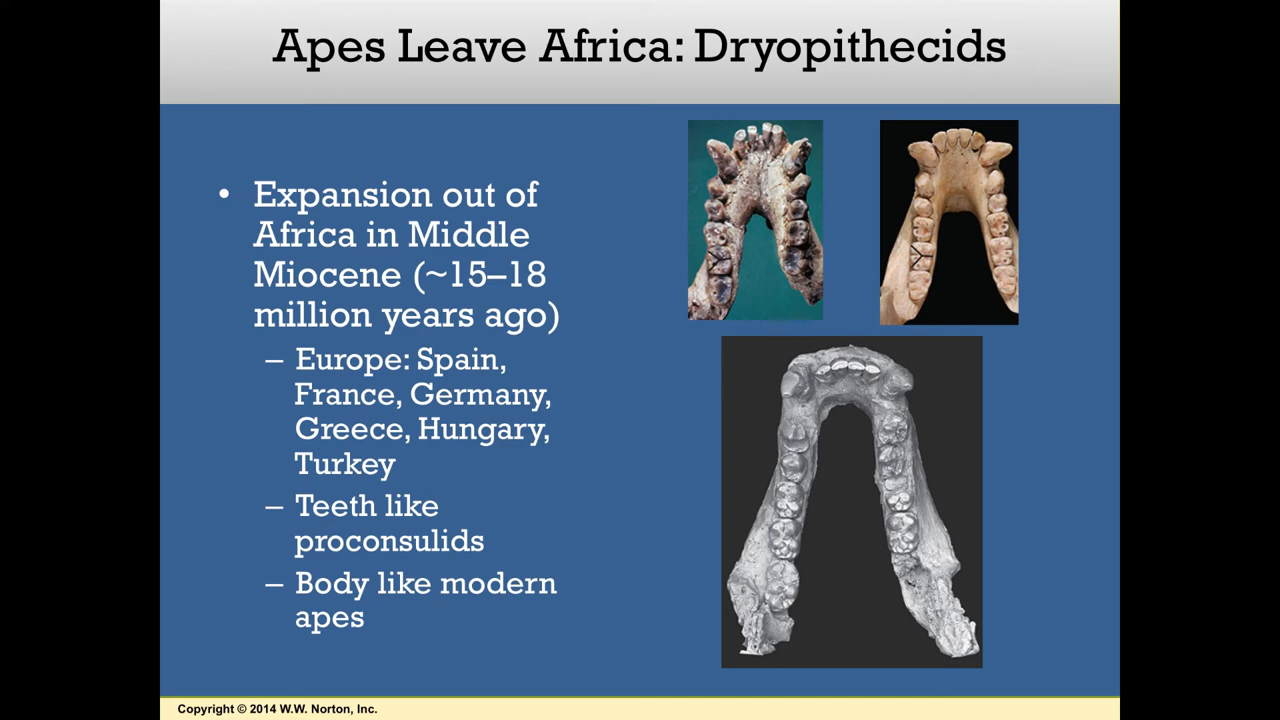 Apes Leave Africa: Dryopithecids
• Expansion out of
Africa in Middle
Miocene (~15–18
million years ago)
– Europe: Spain,
France, Germany,
Greece, Hungary,
Turkey
– Teeth like
proconsulids
– Body like modern
apes
Copyright © 2014 W.W. Norton, Inc.